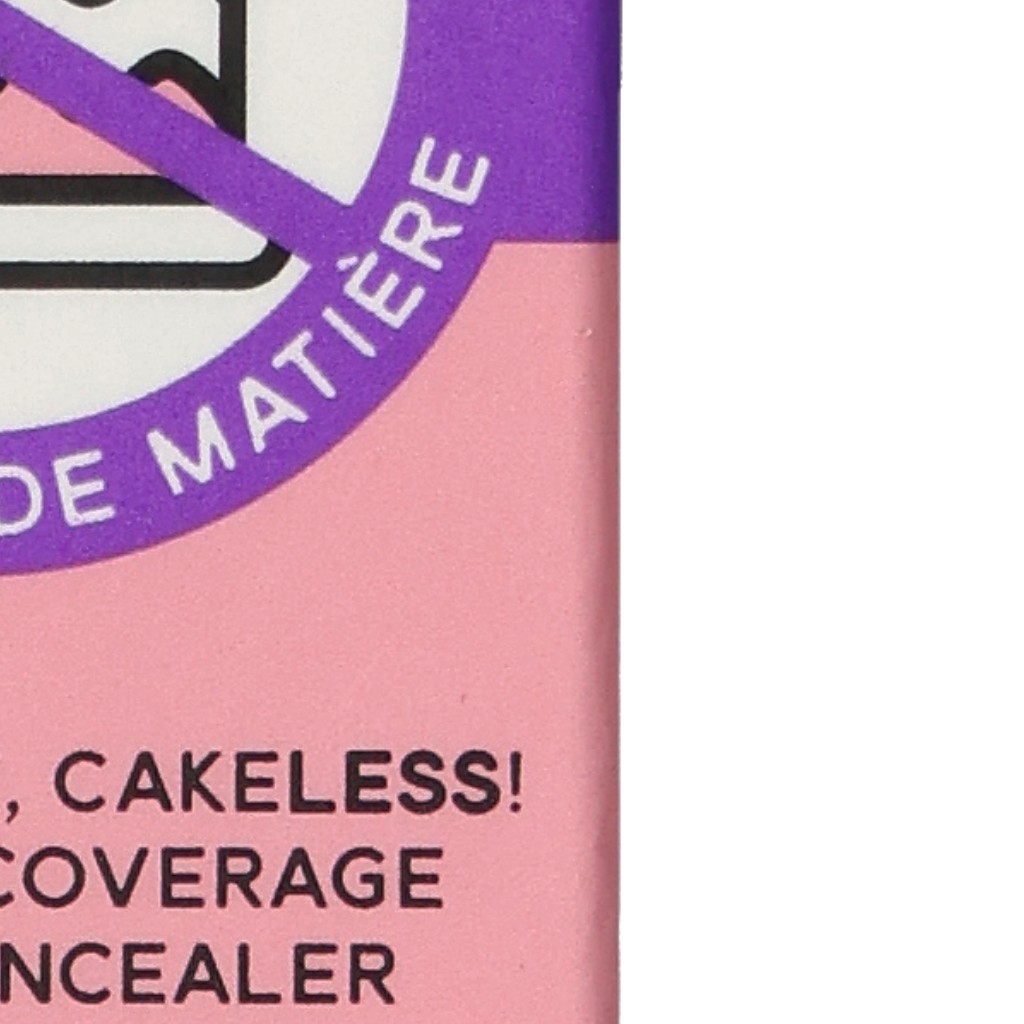 DE MATIÈRE
, CAKELESS!
COVERAGE
NCEALER